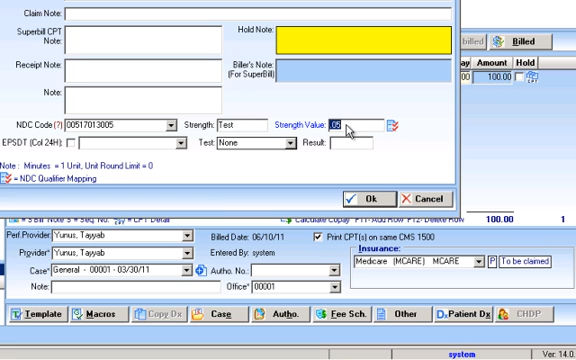 Claim Note:
Superbill CPT Note:
Hold Note:
Receipt Note:
Biller's Note: (For SuperBill)
Note:
NDC Code (?) 00517013005 Strength: Test Strength Value: .05
EPSDT (Col 24H): Test: None Result:
Note : Minutes = 1 Unit, Unit Round Limit = 0
= NDC Qualifier Mapping
Ok Cancel
billed Billed
ay Amount Hold
00 100.00
100.00 1
Perf.Provider: Yunus, Tayyab Billed Date: 06/10/11 Print CPT(s) on same CMS 1500
Provider* Yunus, Tayyab Entered By: system Insurance:
Medicare (MCARE) MCARE P To be claimed
Case* General - 00001 - 03/30/11 Autho. No.:
Note: Office* 00001
Template Macros Copy Dx Case Autho. Fee Sch. Other Patient Dx CHDP
system Ver: 14.0